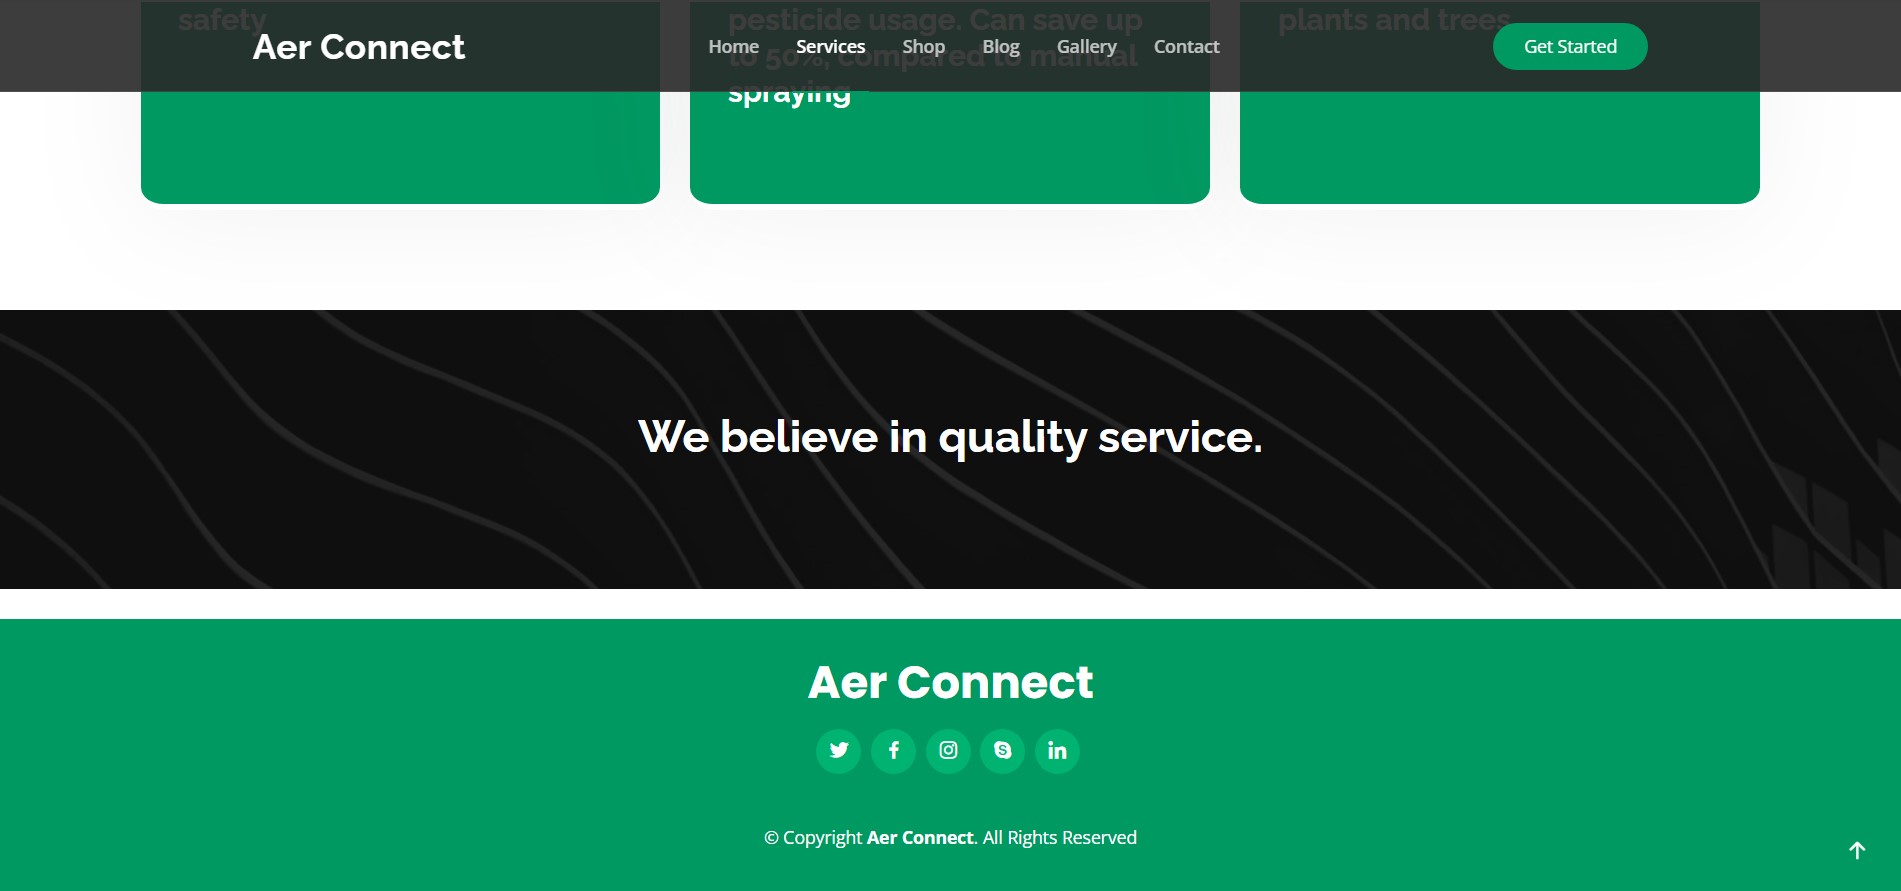 safety
pesticide usage. Can save up
to 50%, compared to manual
spraying
plants and trees
Aer Connect
Home Services Shop Blog Gallery Contact
Get Started
We believe in quality service.
Aer Connect
© Copyright Aer Connect. All Rights Reserved